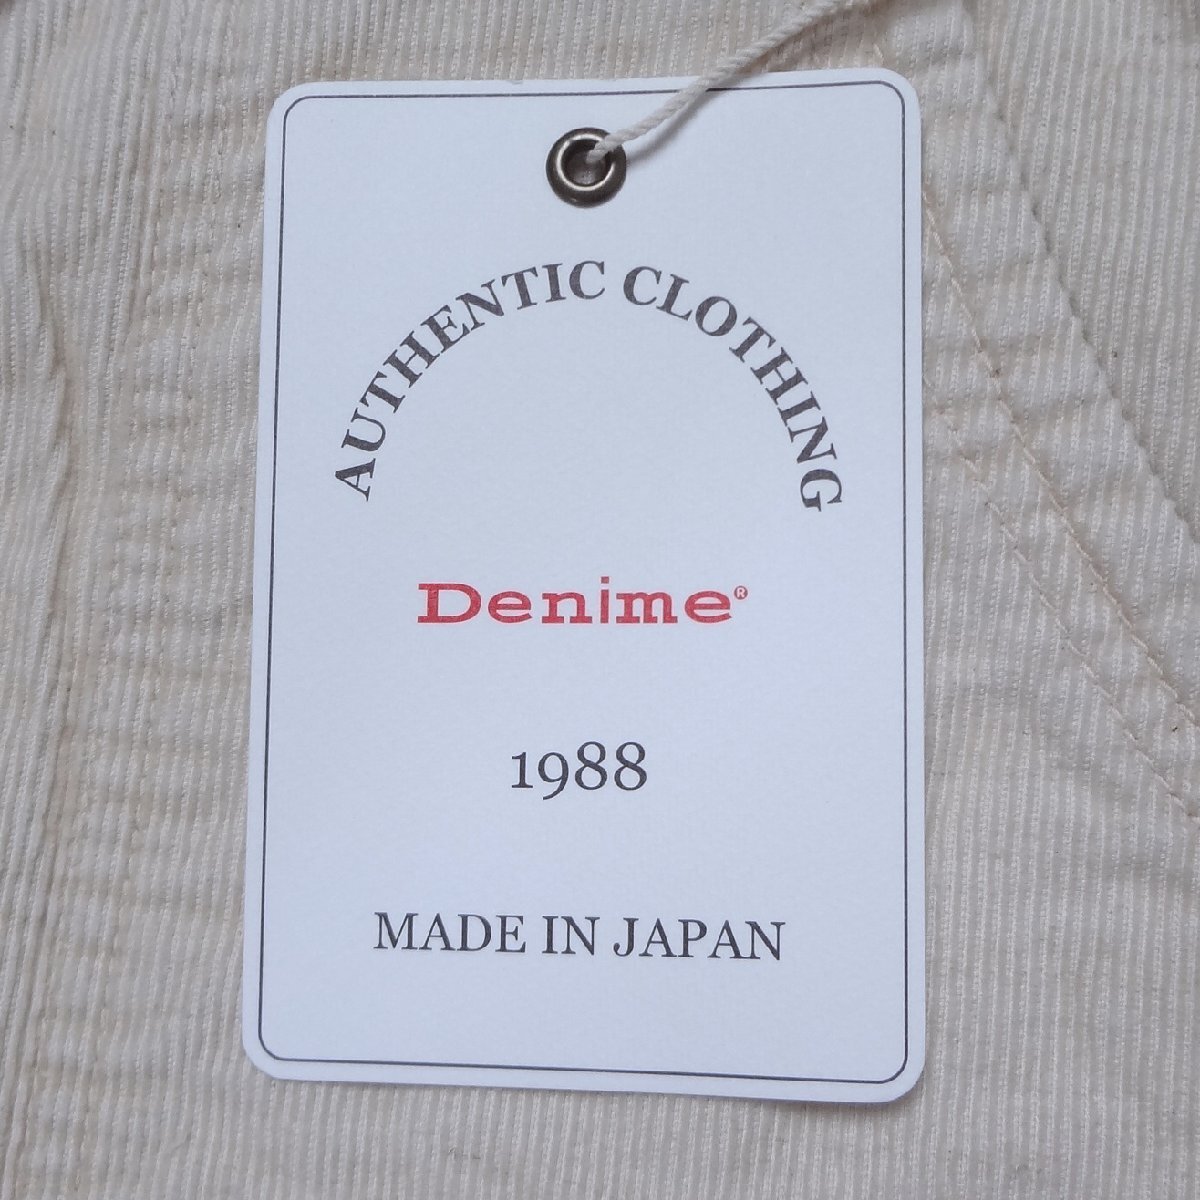 AUTHENTIC CLOTHING
Denime®
1988
MADE IN JAPAN